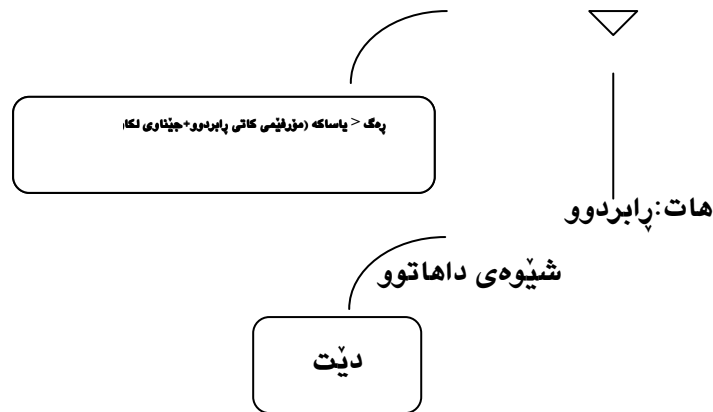 ڕەگ < یاساکە (مۆرفێمی کاتی ڕابردوو+جێناوی لکا
هات:ڕابردوو
شێوەی داهاتوو
دێت